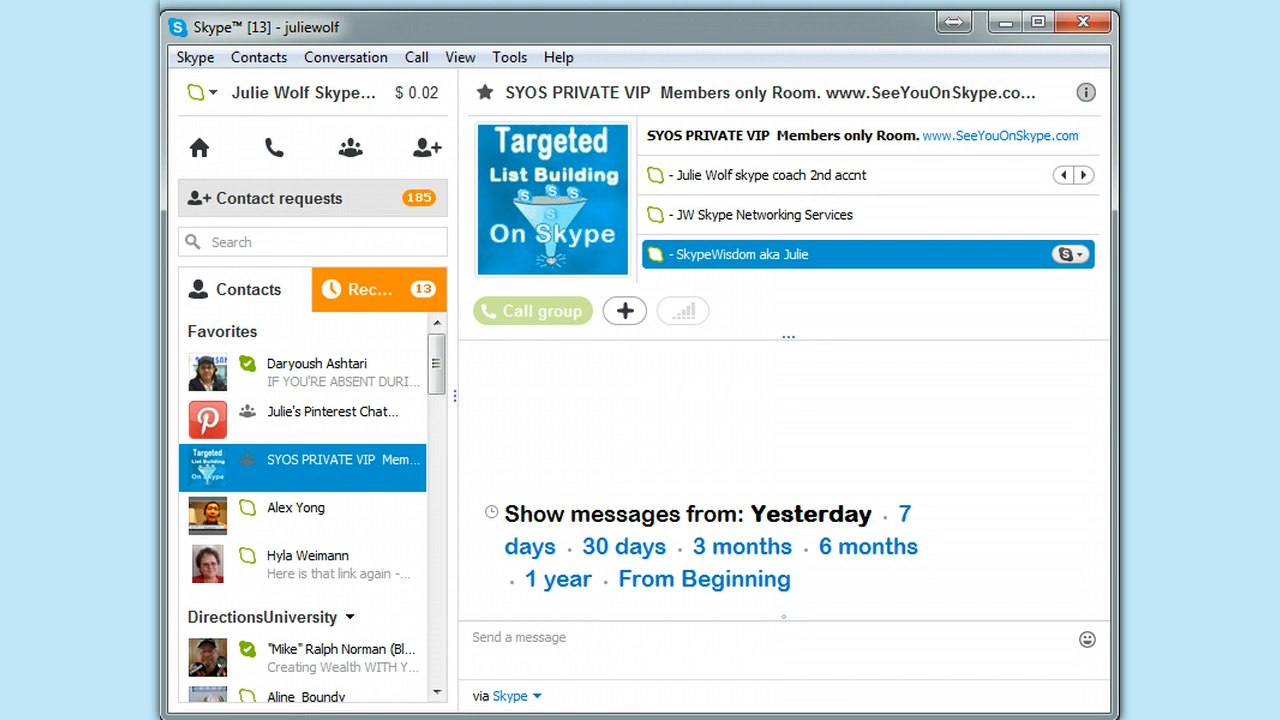 Skype™ [13] - juliewolf
Skype Contacts Conversation Call View Tools Help
Julie Wolf Skype... $ 0.02
Contact requests 185
Search
Contacts Rec... 13
Favorites
Daryoush Ashtari
IF YOU'RE ABSENT DURI...
Julie's Pinterest Chat...
SYOS PRIVATE VIP Mem...
Alex Yong
Hyla Weimann
Here is that link again -...
DirectionsUniversity
"Mike" Ralph Norman (Bl...
Creating Wealth WITH Y...
Aline Boundy
SYOS PRIVATE VIP Members only Room. www.SeeYouOnSkype.co...
Targeted
List Building
On Skype
SYOS PRIVATE VIP Members only Room. www.SeeYouOnSkype.com
- Julie Wolf skype coach 2nd accnt
- JW Skype Networking Services
- SkypeWisdom aka Julie
Call group
Show messages from: Yesterday · 7
days · 30 days · 3 months · 6 months
· 1 year · From Beginning
Send a message
via Skype